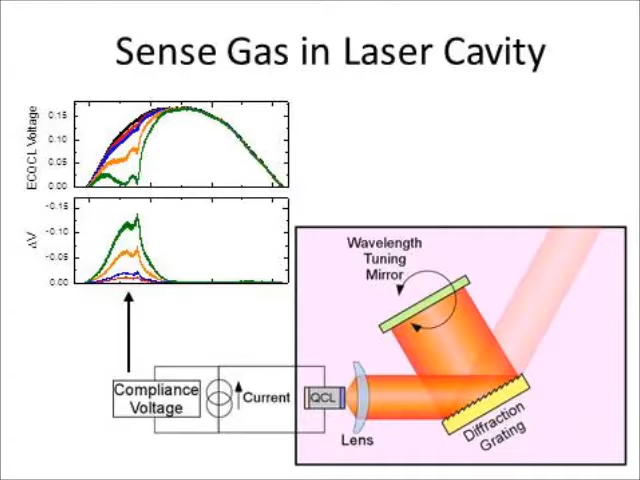 Sense Gas in Laser Cavity
ECQCL Voltage
0.15
0.10
0.05
0.00
ΔV
-0.15
-0.10
-0.05
0.00
Wavelength
Tuning
Mirror
Compliance
Voltage
Current
QCL
Lens
Diffraction
Grating